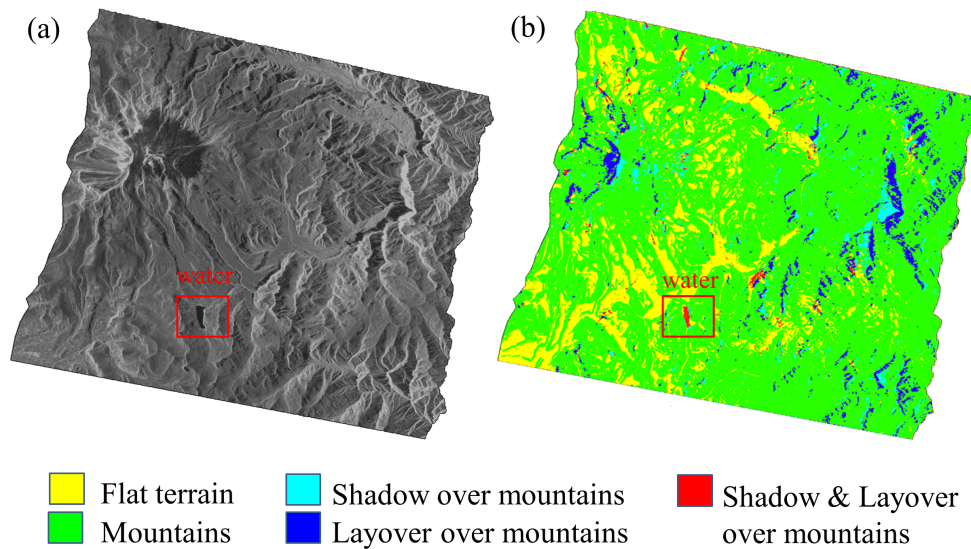 (a)
(b)
water
water
Flat terrain
Mountains
Shadow over mountains
Layover over mountains
Shadow & Layover
over mountains